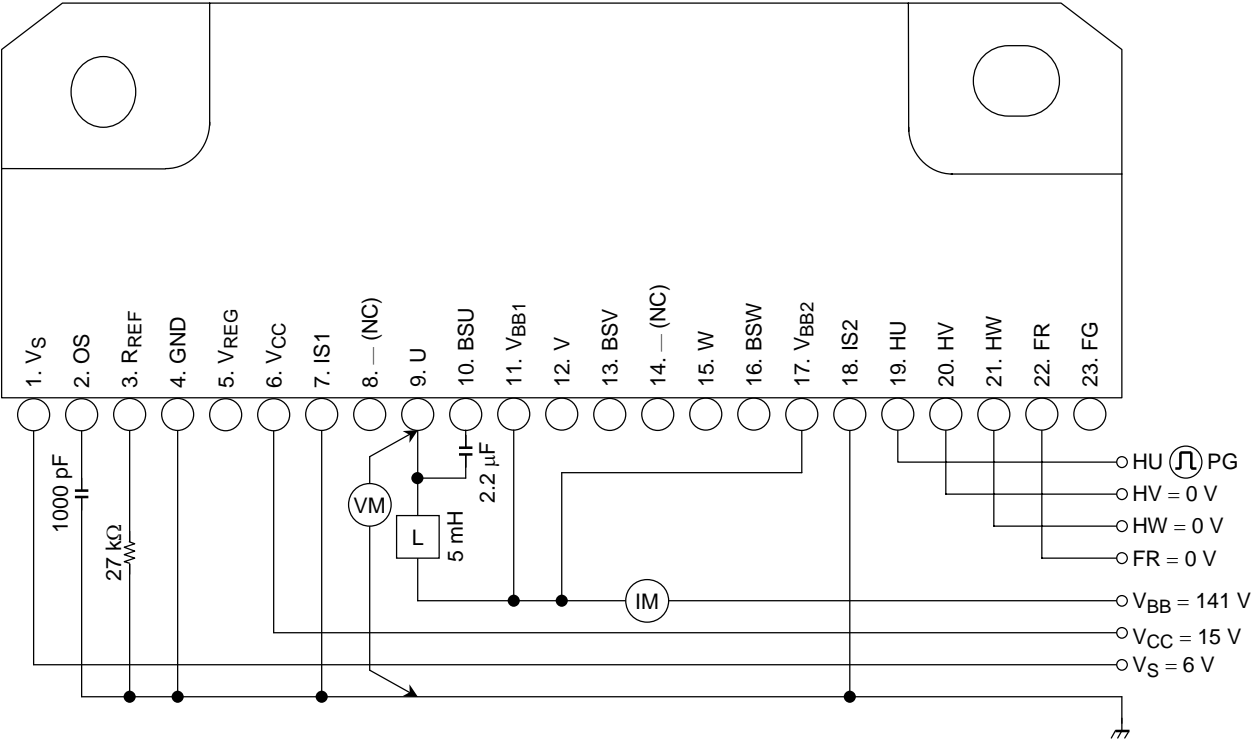 1. VS
2. OS
3. RREF
4. GND
5. VREG
6. VCC
7. IS1
8. — (NC)
9. U
10. BSU
11. VBB1
12. V
13. BSV
14. — (NC)
15. W
16. BSW
17. VBB2
18. IS2
19. HU
20. HV
21. HW
22. FR
23. FG
1000 pF
27 kΩ
VM
2.2 μF
L
5 mH
IM
HU PG
HV = 0 V
HW = 0 V
FR = 0 V
VBB = 141 V
VCC = 15 V
VS = 6 V